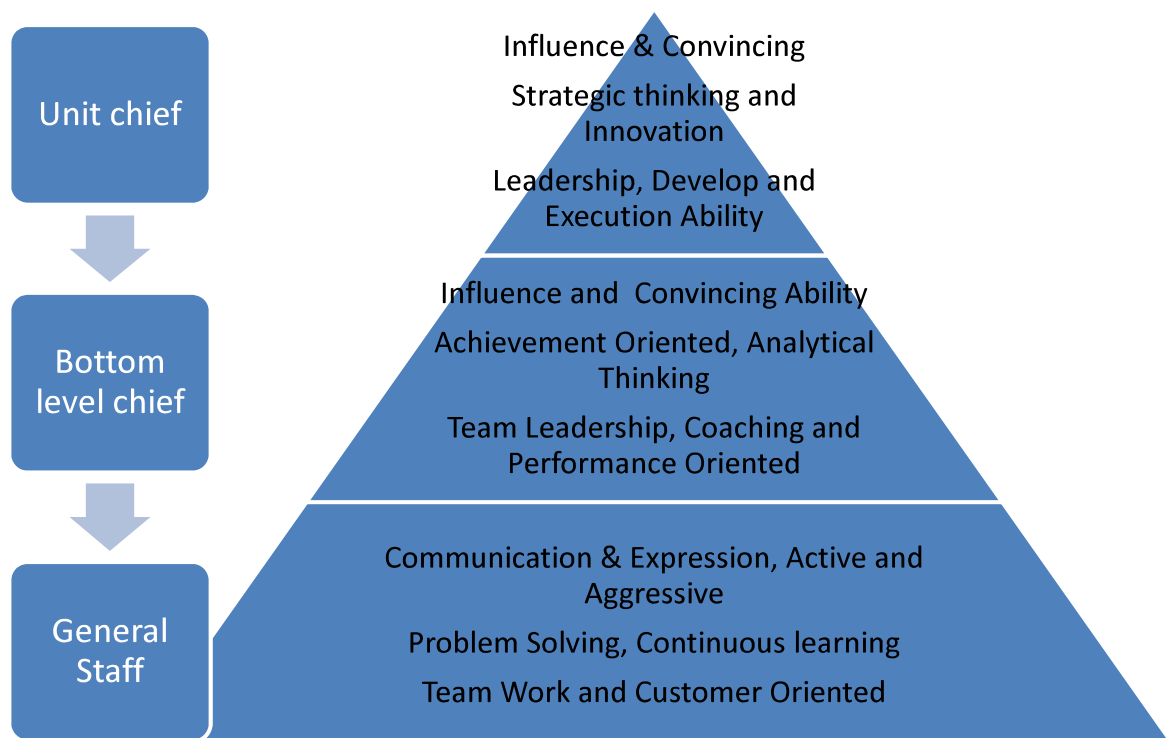 Unit chief
Influence & Convincing
Strategic thinking and
Innovation
Leadership, Develop and
Execution Ability
Bottom
level chief
Influence and  Convincing Ability
Achievement Oriented, Analytical
Thinking
Team Leadership, Coaching and
Performance Oriented
General
Staff
Communication & Expression, Active and
Aggressive
Problem Solving, Continuous learning
Team Work and Customer Oriented